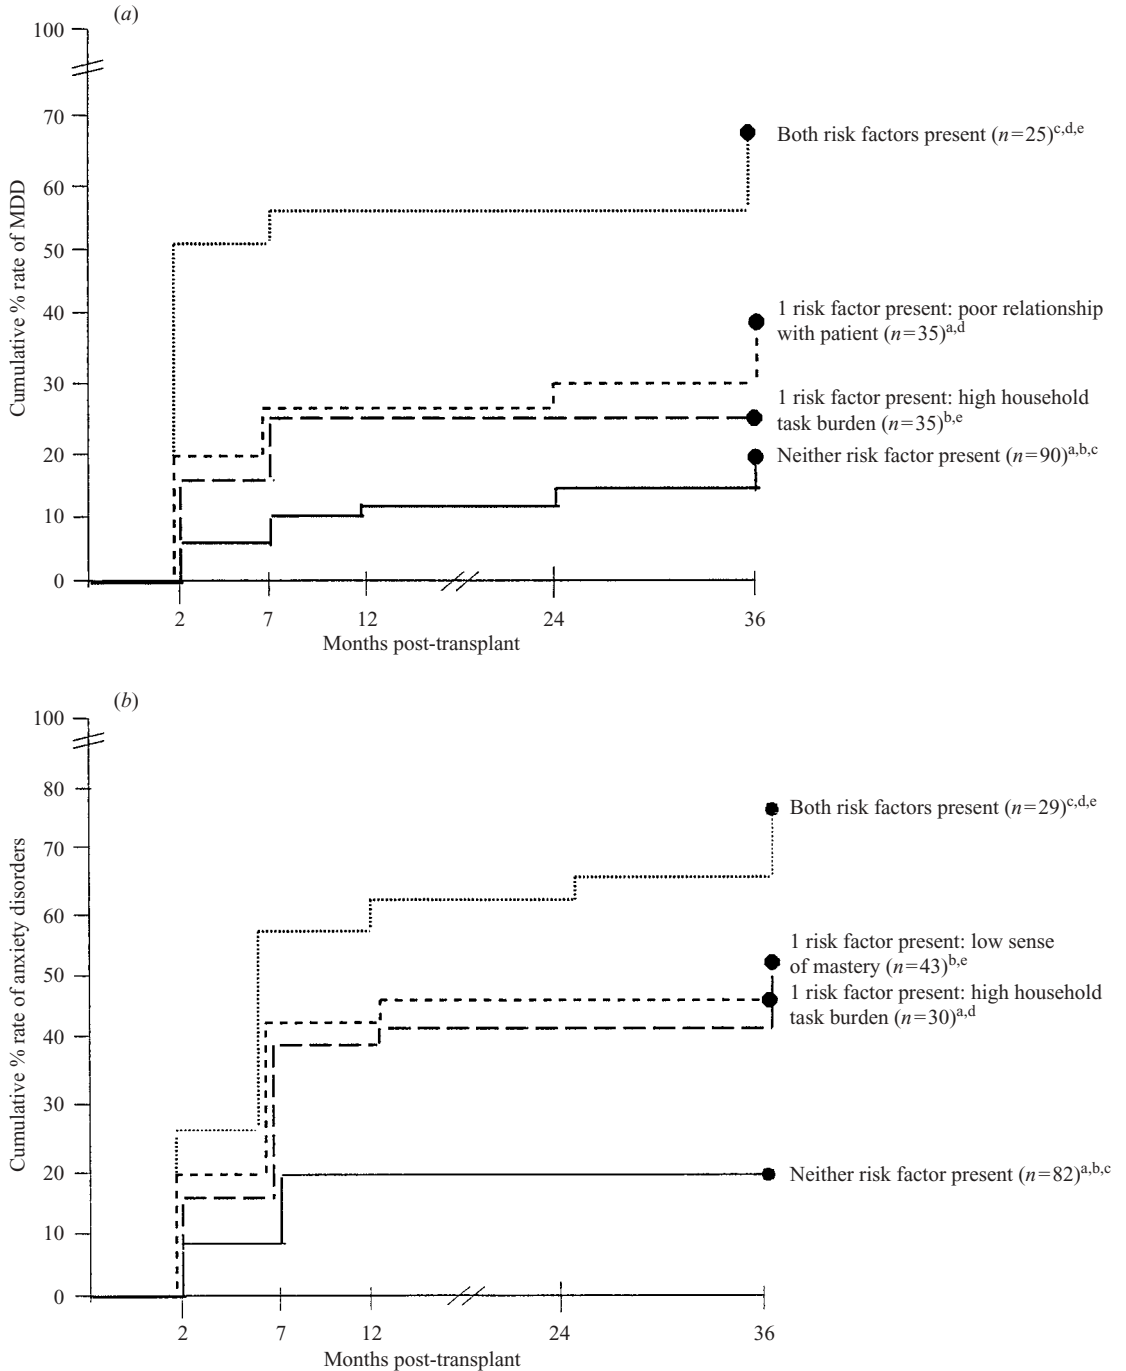 (a)
100
70
60
50
40
30
20
10
0
Cumulative % rate of MDD
Both risk factors present (n=25)c,d,e
1 risk factor present: poor relationship
with patient (n=35)a,d
1 risk factor present: high household
task burden (n=35)b,e
Neither risk factor present (n=90)a,b,c
2 7 12 24 36
Months post-transplant
(b)
100
80
70
60
50
40
30
20
10
0
Cumulative % rate of anxiety disorders
Both risk factors present (n=29)c,d,e
1 risk factor present: low sense
of mastery (n=43)b,e
1 risk factor present: high household
task burden (n=30)a,d
Neither risk factor present (n=82)a,b,c
2 7 12 24 36
Months post-transplant